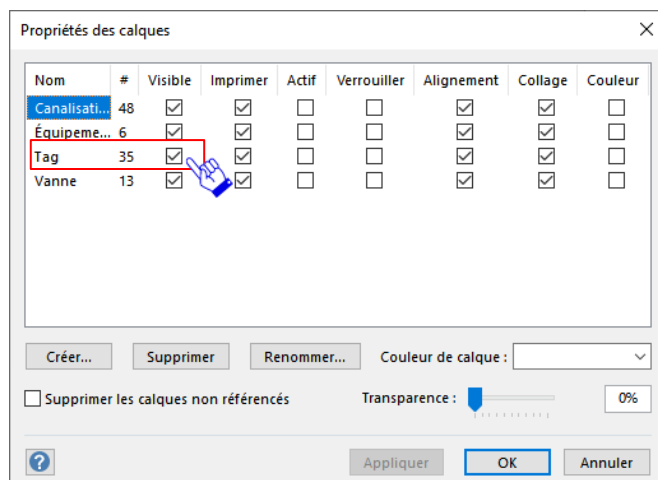 Propriétés des calques
Nom # Visible Imprimer Actif Verrouiller Alignement Collage Couleur
Canalisati... 48
Équipeme... 6
Tag 35
Vanne 13
Créer... Supprimer Renommer... Couleur de calque :
Supprimer les calques non référencés Transparence : 0%
? Appliquer OK Annuler